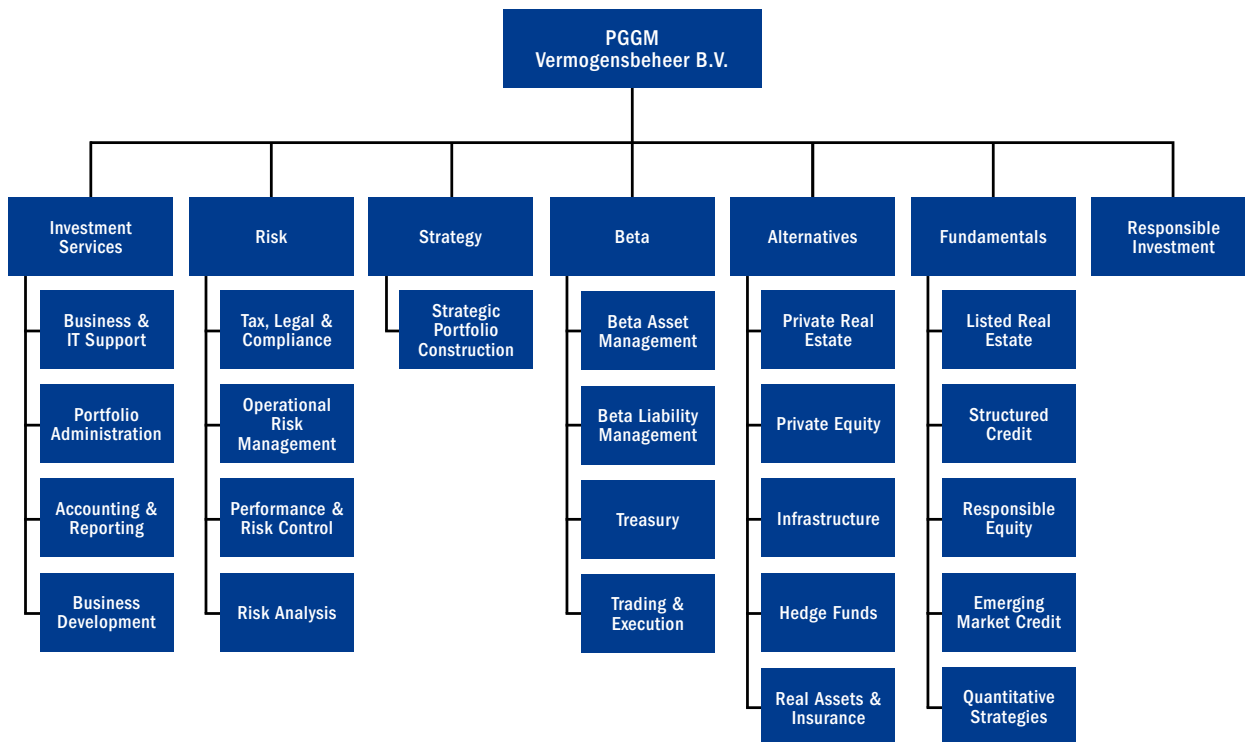 PGGM
Vermogensbeheer B.V.
Investment
Services
Risk
Strategy
Beta
Alternatives
Fundamentals
Responsible
Investment
Business &
IT Support
Portfolio
Administration
Accounting &
Reporting
Business
Development
Tax, Legal &
Compliance
Operational
Risk
Management
Performance &
Risk Control
Risk Analysis
Strategic
Portfolio
Construction
Beta Asset
Management
Beta Liability
Management
Treasury
Trading &
Execution
Private Real
Estate
Private Equity
Infrastructure
Hedge Funds
Real Assets &
Insurance
Listed Real
Estate
Structured
Credit
Responsible
Equity
Emerging
Market Credit
Quantitative
Strategies